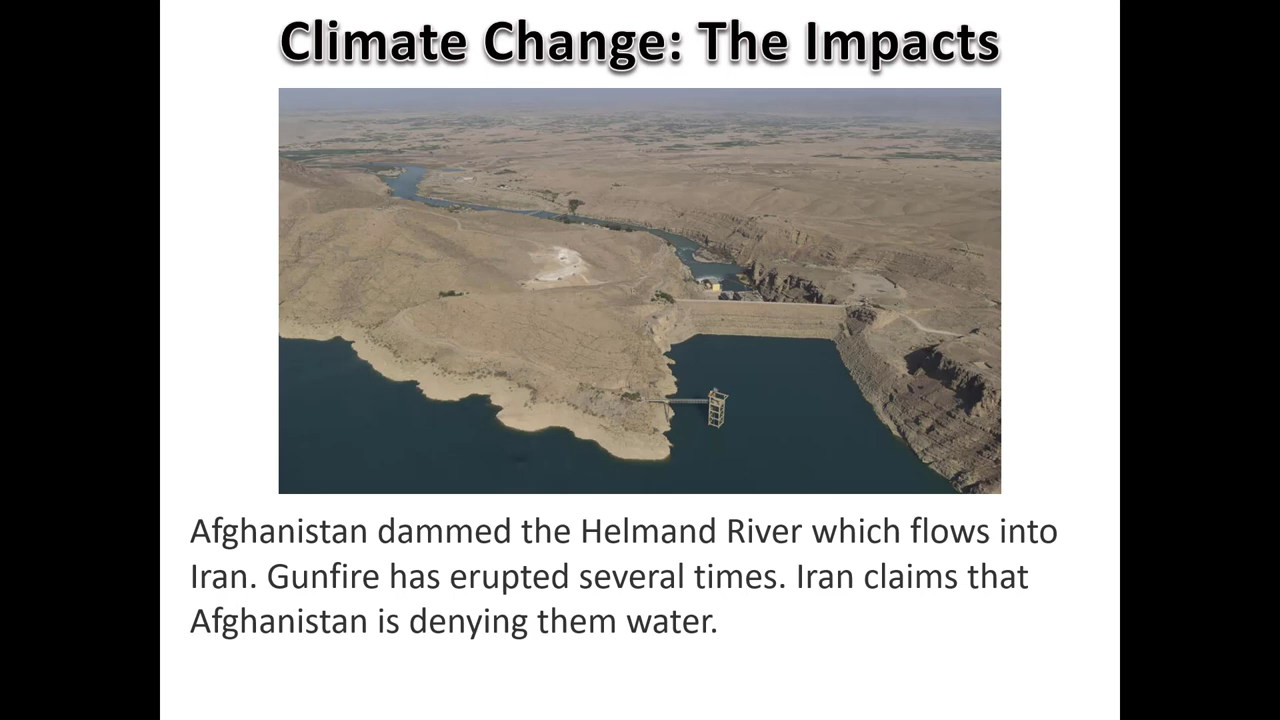 Climate Change: The Impacts
Afghanistan dammed the Helmand River which flows into
Iran. Gunfire has erupted several times. Iran claims that
Afghanistan is denying them water.